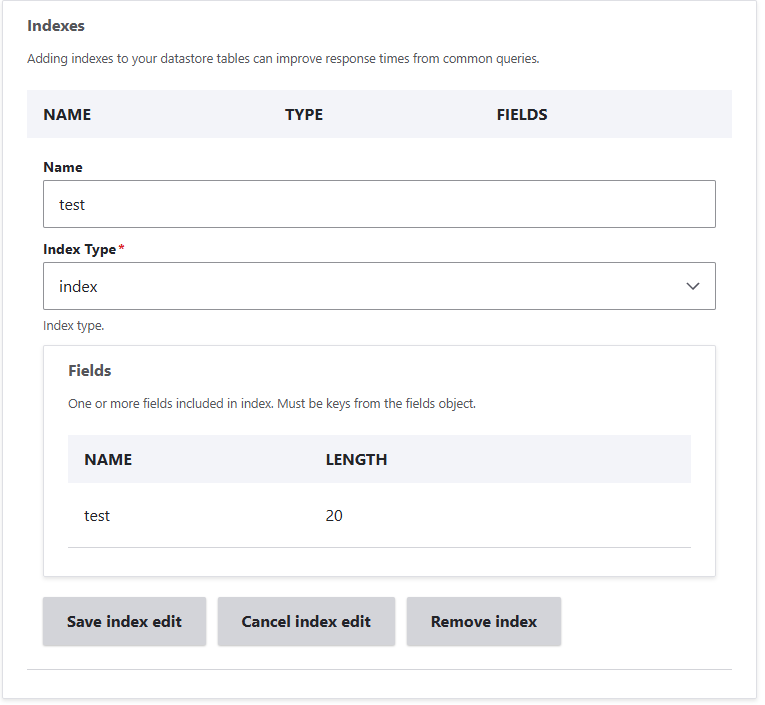 Indexes
Adding indexes to your datastore tables can improve response times from common queries.
NAME TYPE FIELDS
Name
test
Index Type*
index
Index type.
Fields
One or more fields included in index. Must be keys from the fields object.
NAME LENGTH
test 20
Save index edit Cancel index edit Remove index